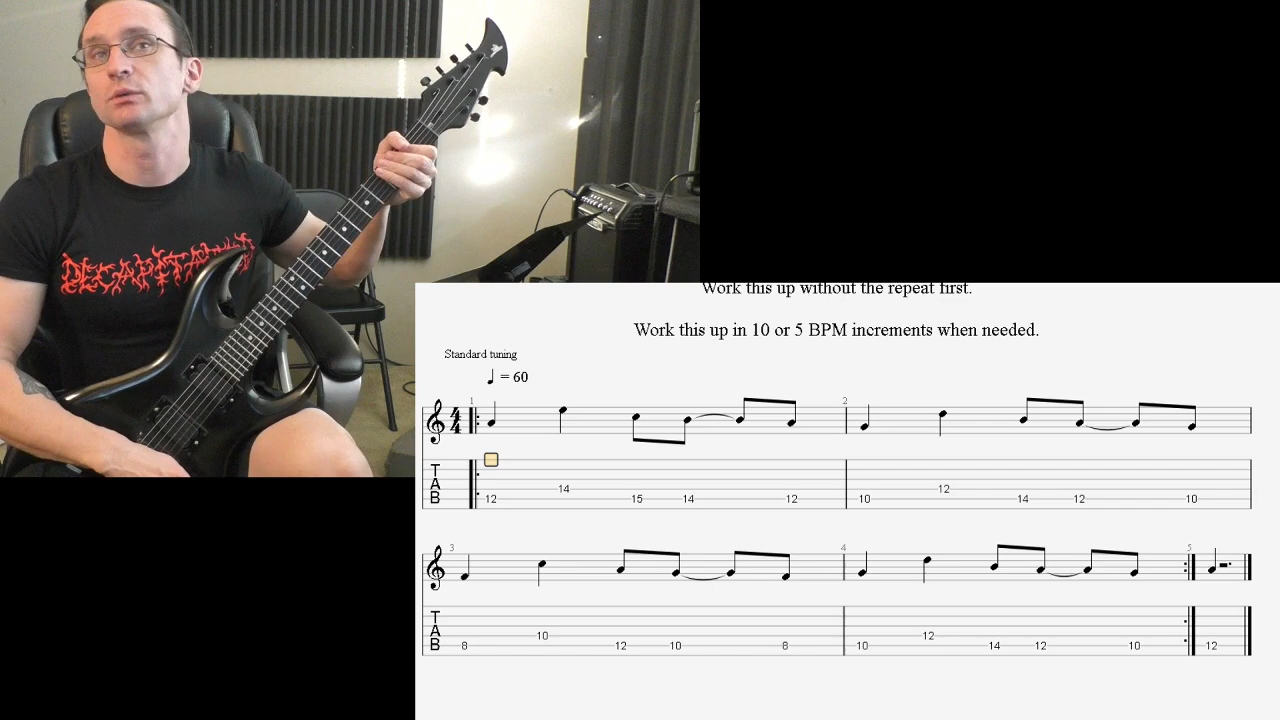 DECAPITATED
Work this up without the repeat first.
Work this up in 10 or 5 BPM increments when needed.
Standard tuning
= 60
1 2
4
4
T
A
B
12 14 15 14 12 10 12 14 12 10
3 4 5
T
A
B
8 10 12 10 8 10 12 14 12 10 12